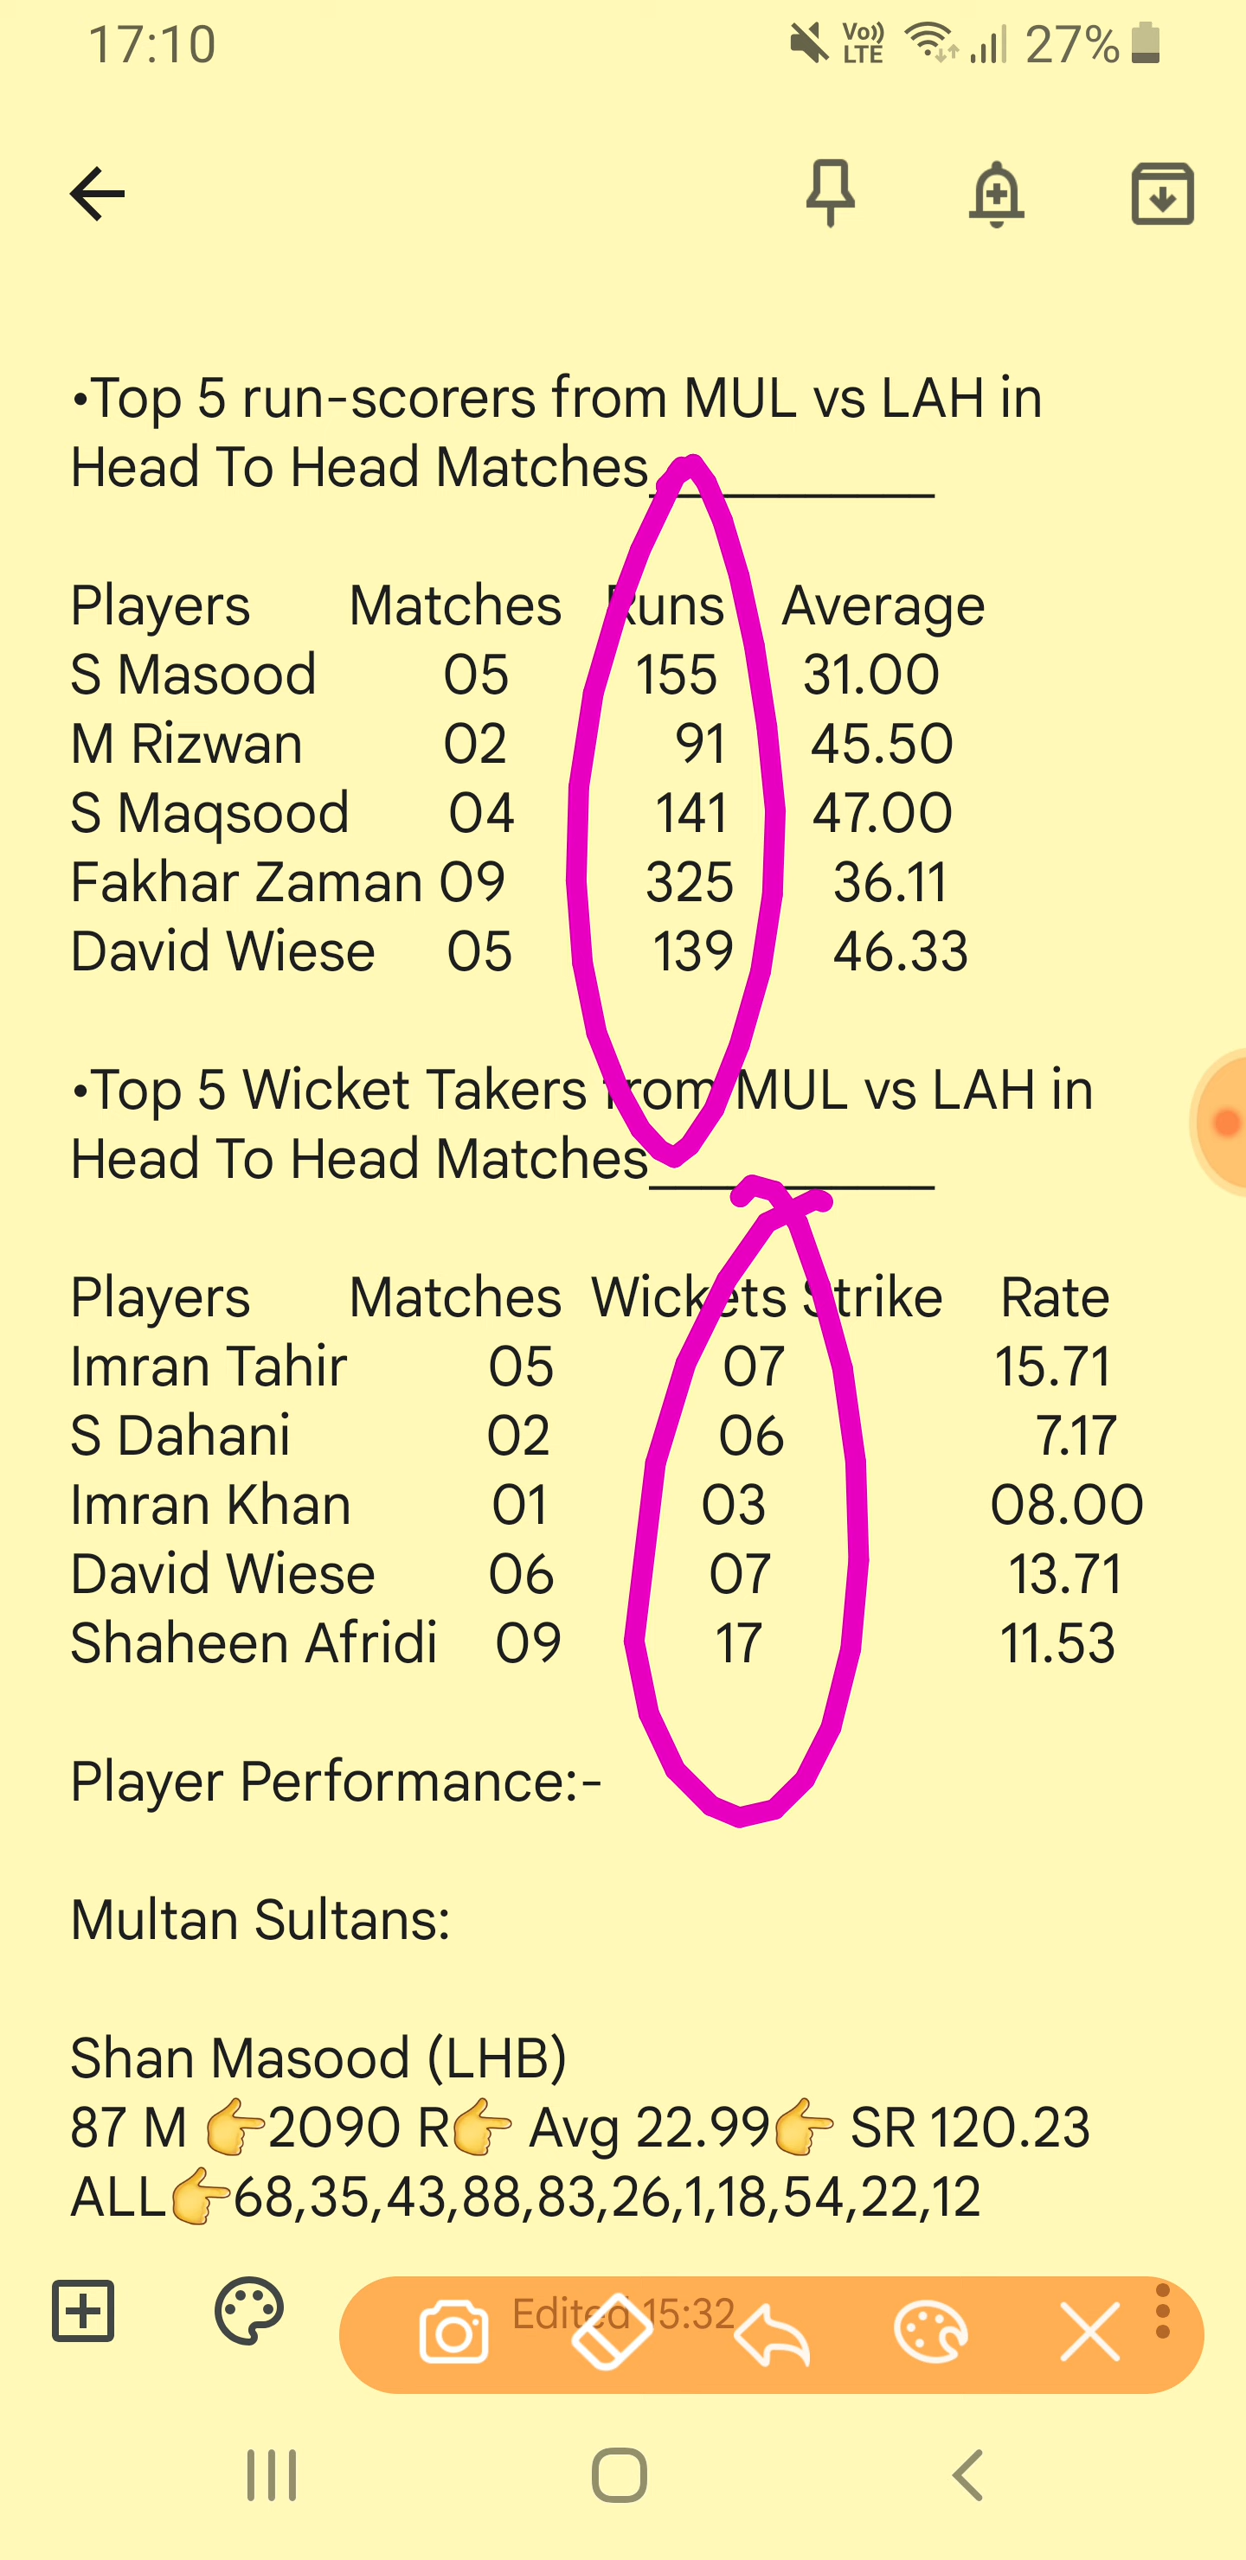 17:10 Vo)) LTE 27%
•Top 5 run-scorers from MUL vs LAH in
Head To Head Matches___________
Players Matches Runs Average
S Masood 05 155 31.00
M Rizwan 02 91 45.50
S Maqsood 04 141 47.00
Fakhar Zaman 09 325 36.11
David Wiese 05 139 46.33
•Top 5 Wicket Takers from MUL vs LAH in
Head To Head Matches___________
Players Matches Wickets Strike Rate
Imran Tahir 05 07 15.71
S Dahani 02 06 7.17
Imran Khan 01 03 08.00
David Wiese 06 07 13.71
Shaheen Afridi 09 17 11.53
Player Performance:-
Multan Sultans:
Shan Masood (LHB)
87 M 👉2090 R👉 Avg 22.99👉 SR 120.23
ALL👉68,35,43,88,83,26,1,18,54,22,12
Edited 15:32